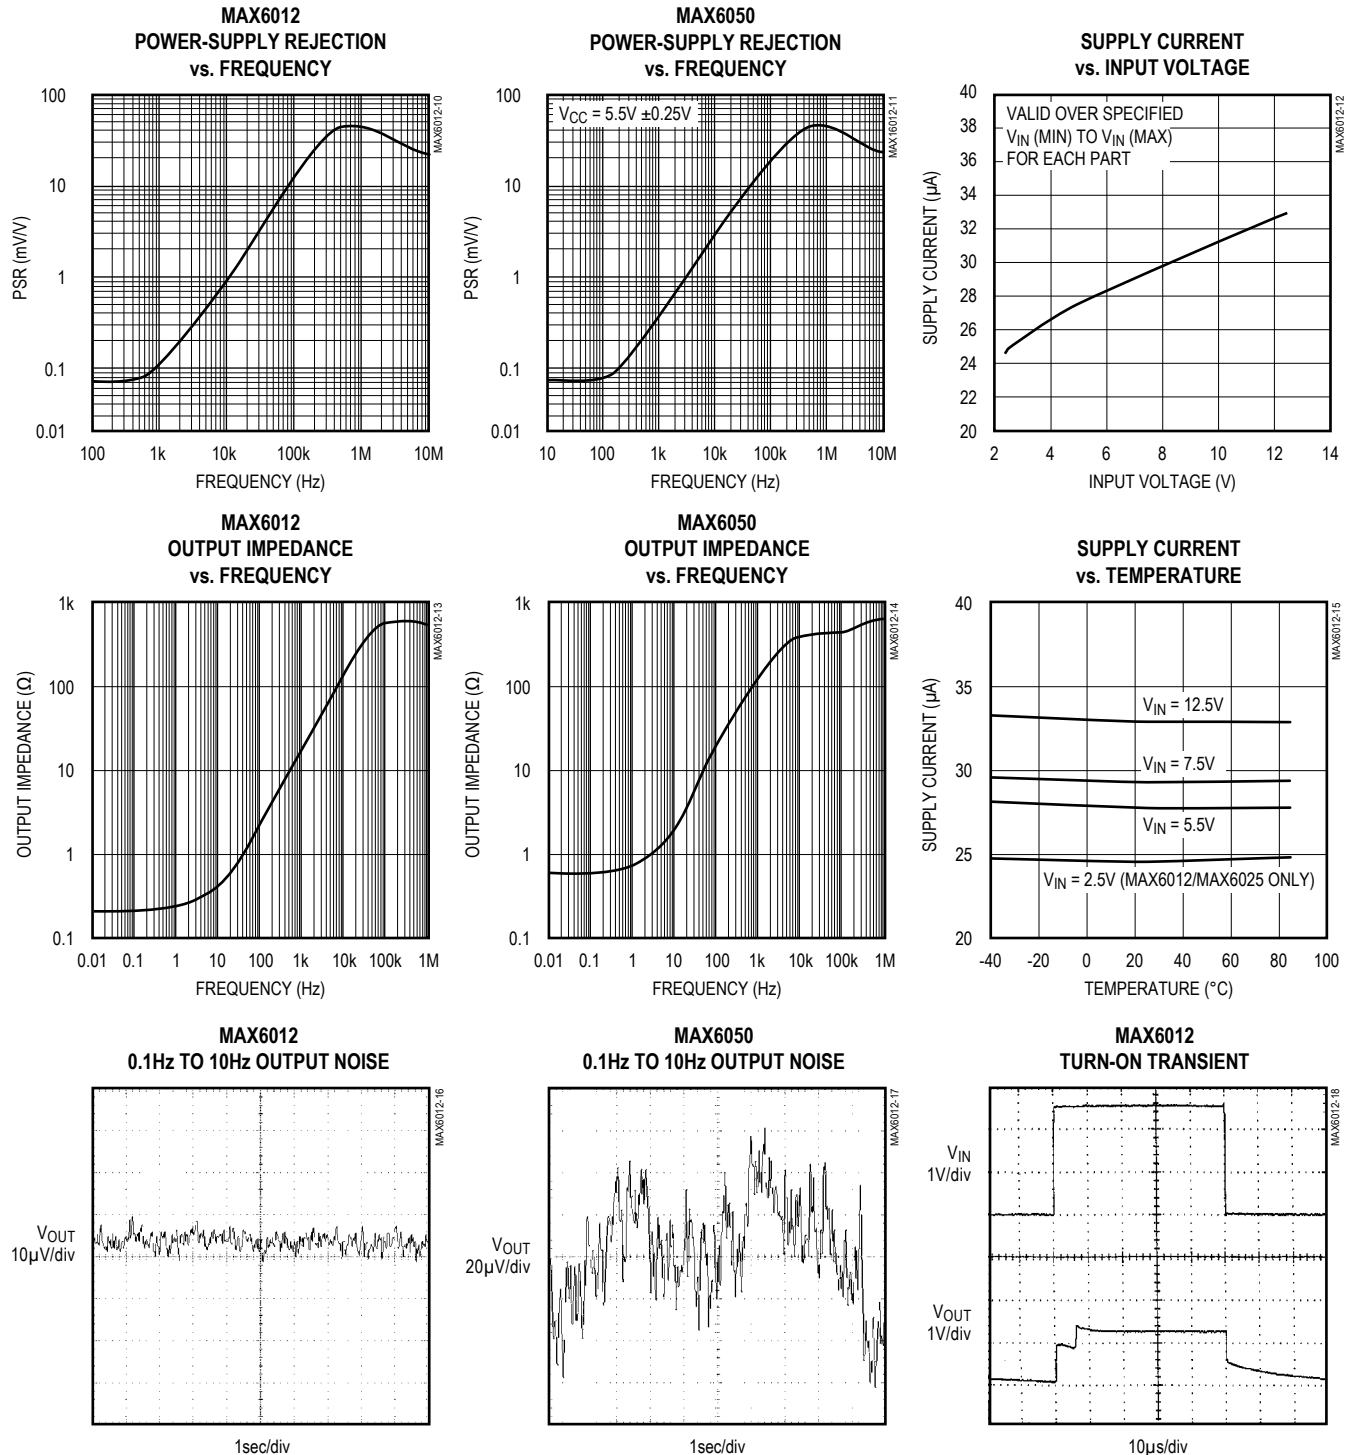 MAX6012
POWER-SUPPLY REJECTION
vs. FREQUENCY
100
10
1
0.1
0.01
PSR (mV/V)
100 1k 10k 100k 1M 10M
FREQUENCY (Hz)
MAX6012-10
MAX6050
POWER-SUPPLY REJECTION
vs. FREQUENCY
VCC = 5.5V ±0.25V
100
10
1
0.1
0.01
PSR (mV/V)
10 100 1k 10k 100k 1M 10M
FREQUENCY (Hz)
MAX16012-11
SUPPLY CURRENT
vs. INPUT VOLTAGE
VALID OVER SPECIFIED
VIN (MIN) TO VIN (MAX)
FOR EACH PART
40
38
36
34
32
30
28
26
24
22
20
SUPPLY CURRENT (µA)
2 4 6 8 10 12 14
INPUT VOLTAGE (V)
MAX6012-12
MAX6012
OUTPUT IMPEDANCE
vs. FREQUENCY
1k
100
10
1
0.1
OUTPUT IMPEDANCE (Ω)
0.01 0.1 1 10 100 1k 10k 100k 1M
FREQUENCY (Hz)
MAX6012-13
MAX6050
OUTPUT IMPEDANCE
vs. FREQUENCY
1k
100
10
1
0.1
OUTPUT IMPEDANCE (Ω)
0.01 0.1 1 10 100 1k 10k 100k 1M
FREQUENCY (Hz)
MAX6012-14
SUPPLY CURRENT
vs. TEMPERATURE
40
35
30
25
20
SUPPLY CURRENT (µA)
VIN = 12.5V
VIN = 7.5V
VIN = 5.5V
VIN = 2.5V (MAX6012/MAX6025 ONLY)
-40 -20 0 20 40 60 80 100
TEMPERATURE (°C)
MAX6012-15
MAX6012
0.1Hz TO 10Hz OUTPUT NOISE
VOUT
10µV/div
1sec/div
MAX6012-16
MAX6050
0.1Hz TO 10Hz OUTPUT NOISE
VOUT
20µV/div
1sec/div
MAX6012-17
MAX6012
TURN-ON TRANSIENT
VIN
1V/div
VOUT
1V/div
10µs/div
MAX6012-18